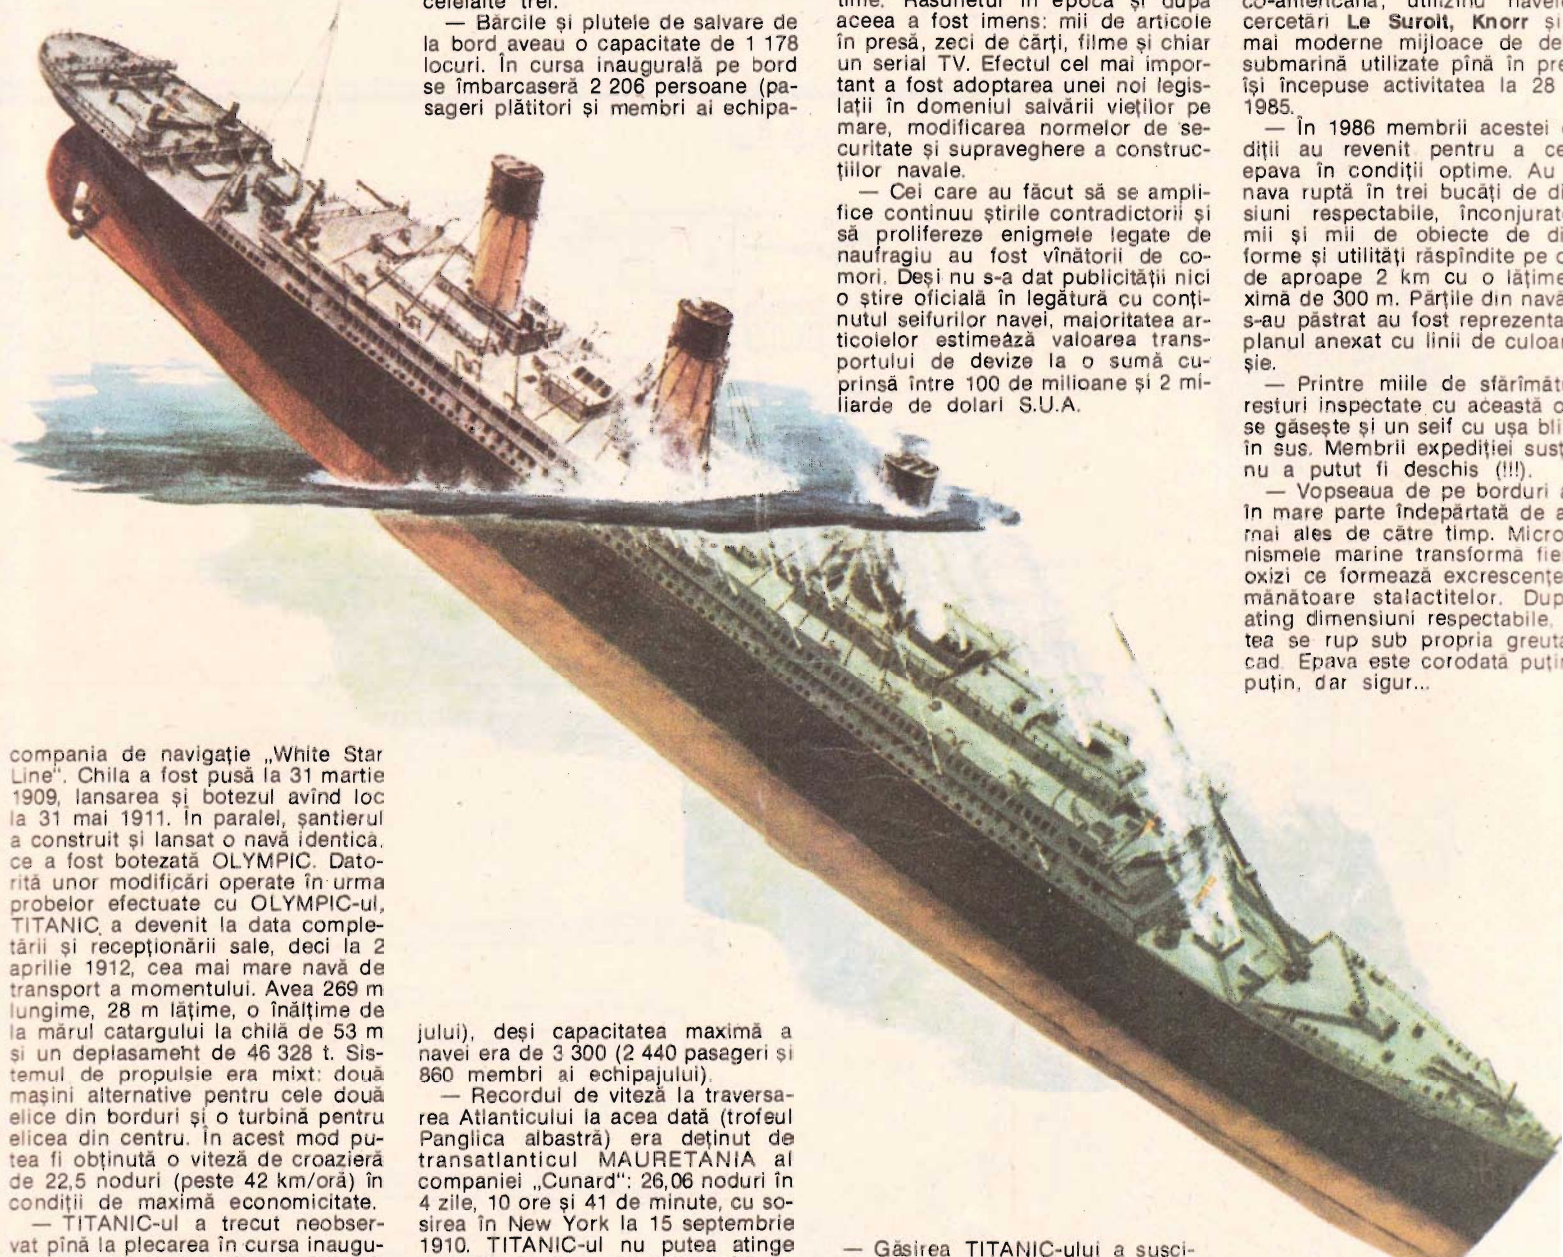 compania de navigație „White Star
Line“. Chila a fost pusă la 31 martie
1909, lansarea și botezul avînd loc
la 31 mai 1911. În paralel, șantierul
a construit și lansat o navă identică,
ce a fost botezată OLYMPIC. Dato-
rită unor modificări operate în urma
probelor efectuate cu OLYMPIC-ul,
TITANIC a devenit la data comple-
tării și recepționării sale, deci la 2
aprilie 1912, cea mai mare navă de
transport a momentului. Avea 269 m
lungime, 28 m lățime, o înălțime de
la mărul catargului la chilă de 53 m
și un deplasament de 46 328 t. Sis-
temul de propulsie era mixt: două
mașini alternative pentru cele două
elice din borduri și o turbină pentru
elicea din centru. În acest mod pu-
tea fi obținută o viteză de croazieră
de 22,5 noduri (peste 42 km/oră) în
condiții de maximă economicitate.
— TITANIC-ul a trecut neobser-
vat pînă la plecarea în cursa inaugu-
celelalte trei.
— Bărcile și plutele de salvare de
la bord aveau o capacitate de 1 178
locuri. În cursa inaugurală pe bord
se îmbarcaseră 2 206 persoane (pa-
sageri plătitori și membri ai echipa-
jului), deși capacitatea maximă a
navei era de 3 300 (2 440 pasageri și
860 membri ai echipajului).
— Recordul de viteză la traversa-
rea Atlanticului la acea dată (trofeul
Panglica albastră) era deținut de
transatlanticul MAURETANIA al
companiei „Cunard“: 26,06 noduri în
4 zile, 10 ore și 41 de minute, cu so-
sirea în New York la 15 septembrie
1910. TITANIC-ul nu putea atinge
time. Răsunetul în epocă și după
aceea a fost imens: mii de articole
în presă, zeci de cărți, filme și chiar
un serial TV. Efectul cel mai impor-
tant a fost adoptarea unei noi legis-
lații în domeniul salvării vieților pe
mare, modificarea normelor de se-
curitate și supraveghere a construc-
țiilor navale.
— Cei care au făcut să se ampli-
fice continuu știrile contradictorii și
să prolifereze enigmele legate de
naufragiu au fost vînătorii de co-
mori. Deși nu s-a dat publicității nici
o știre oficială în legătură cu conți-
nutul seifurilor navei, majoritatea ar-
ticolelor estimează valoarea trans-
portului de devize la o sumă cu-
prinsă între 100 de milioane și 2 mi-
liarde de dolari S.U.A.
— Găsirea TITANIC-ului a susci-
co-americană, utilizînd navele
cercetări Le Suroit, Knorr și
mai moderne mijloace de de
submarină utilizate pînă în pre
își începuse activitatea la 28
1985.
— În 1986 membrii acestei
diții au revenit pentru a ce
epava în condiții optime. Au
nava ruptă în trei bucăți de di
siuni respectabile, înconjurat
mii și mii de obiecte de di
forme și utilități răspîndite pe o
de aproape 2 km cu o lățime
ximă de 300 m. Părțile din navă
s-au păstrat au fost reprezenta
planul anexat cu linii de culoar
șie.
— Printre miile de sfărîmăt
resturi inspectate cu această o
se găsește și un seif cu ușa bli
în sus. Membrii expediției susț
nu a putut fi deschis (!!!).
— Vopseaua de pe borduri
în mare parte îndepărtată de a
mai ales de către timp. Micro
nismele marine transformă fie
oxizi ce formează excrescențe
mănătoare stalactitelor. Dup
ating dimensiuni respectabile,
tea se rup sub propria greuta
cad. Epava este corodată puțin
puțin, dar sigur...